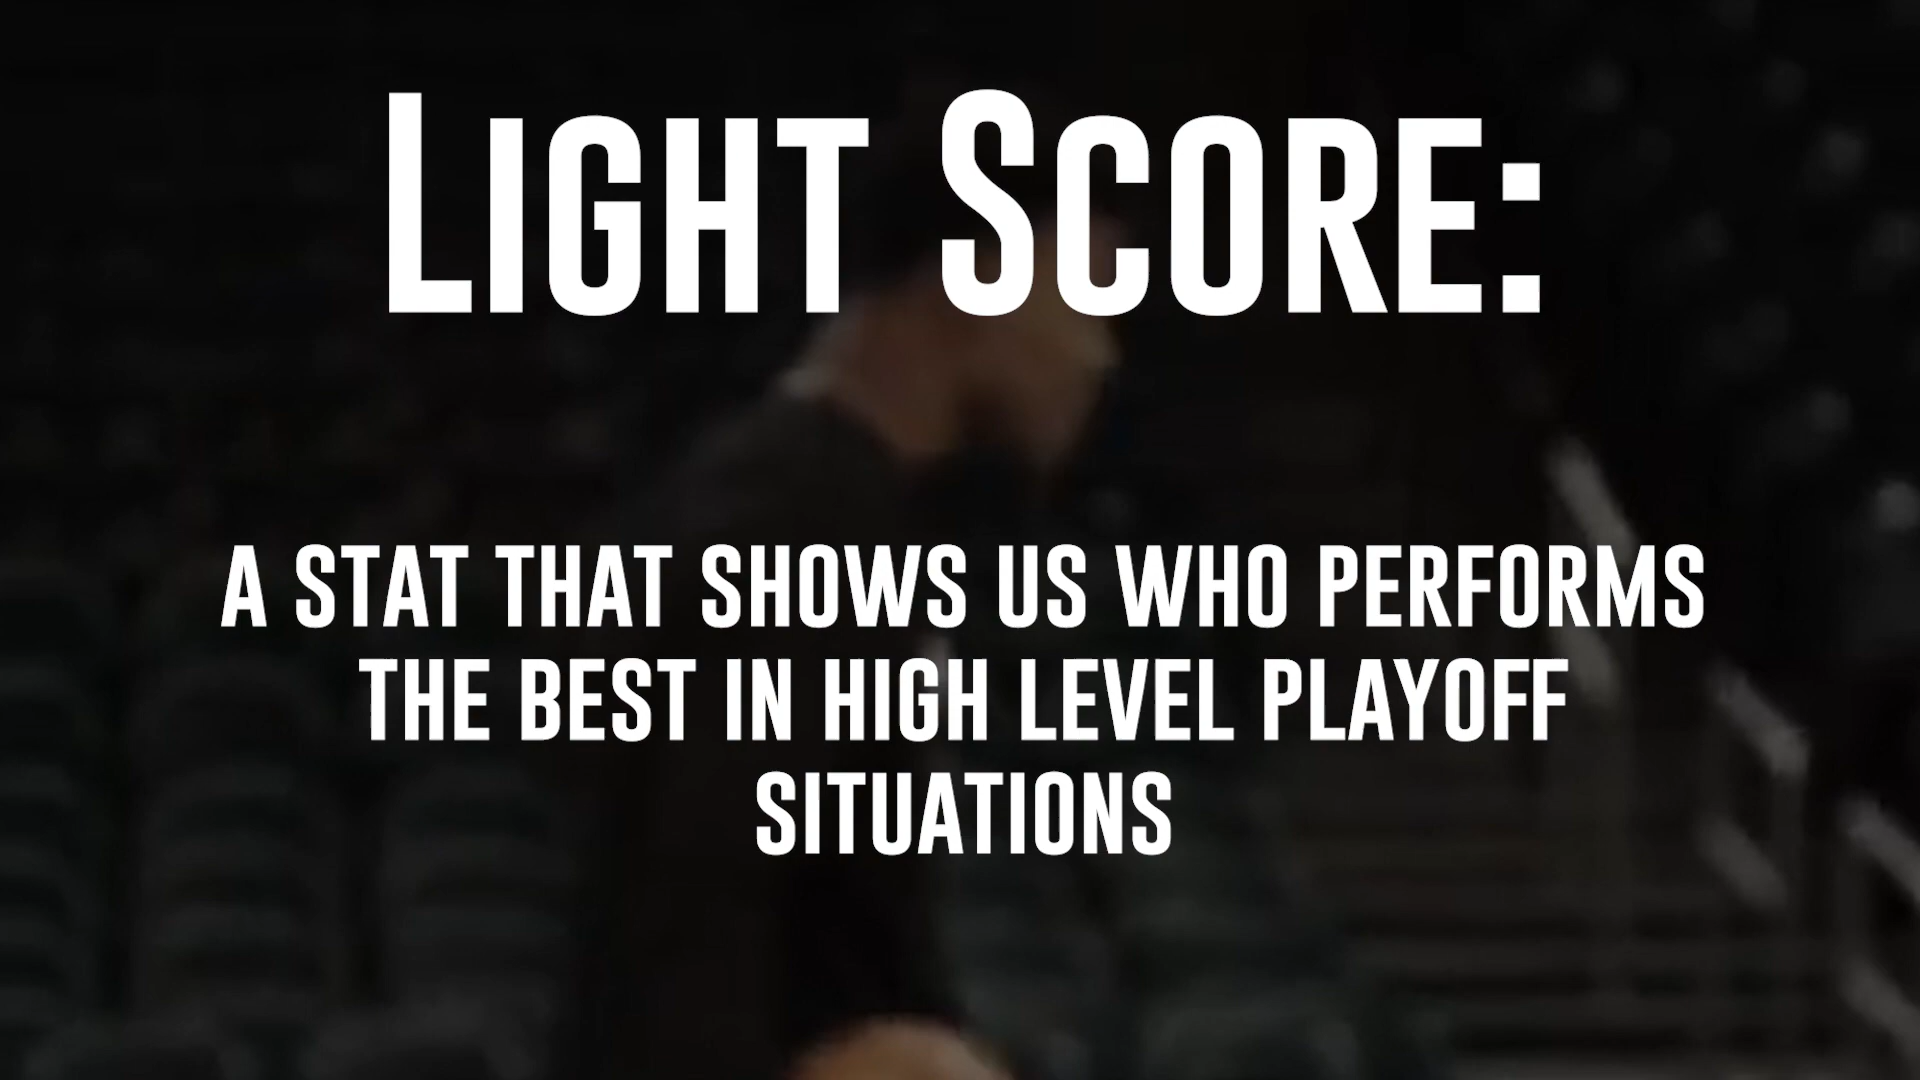 LIGHT SCORE:
A STAT THAT SHOWS US WHO PERFORMS
THE BEST IN HIGH LEVEL PLAYOFF
SITUATIONS